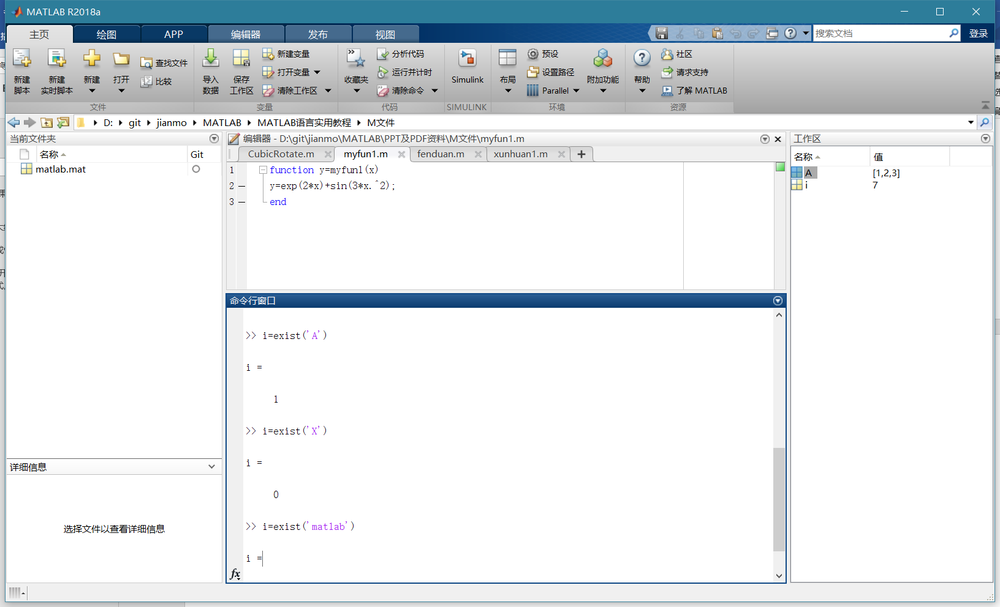 MATLAB R2018a
主页 绘图 APP 编辑器 发布 视图
搜索文档 登录
新建脚本 新建实时脚本 新建 打开 查找文件 比较
导入数据 保存工作区 新建变量 打开变量 清除工作区
收藏夹 分析代码 运行并计时 清除命令
Simulink
布局 预设 设置路径 Parallel 附加功能
帮助 社区 请求支持 了解 MATLAB
文件 变量 代码 SIMULINK 环境 资源
D: git jianmo MATLAB MATLAB语言实用教程 M文件
当前文件夹
名称 Git
matlab.mat
详细信息
选择文件以查看详细信息
编辑器 - D:\git\jianmo\MATLAB\PPT及PDF资料\M文件\myfun1.m
CubicRotate.m myfun1.m fenduan.m xunhuan1.m
1 function y=myfun1(x)
2 y=exp(2*x)+sin(3*x.^2);
3 end
命令行窗口
>> i=exist('A')
i =
1
>> i=exist('X')
i =
0
>> i=exist('matlab')
i =
fx
工作区
名称 值
A [1,2,3]
i 7